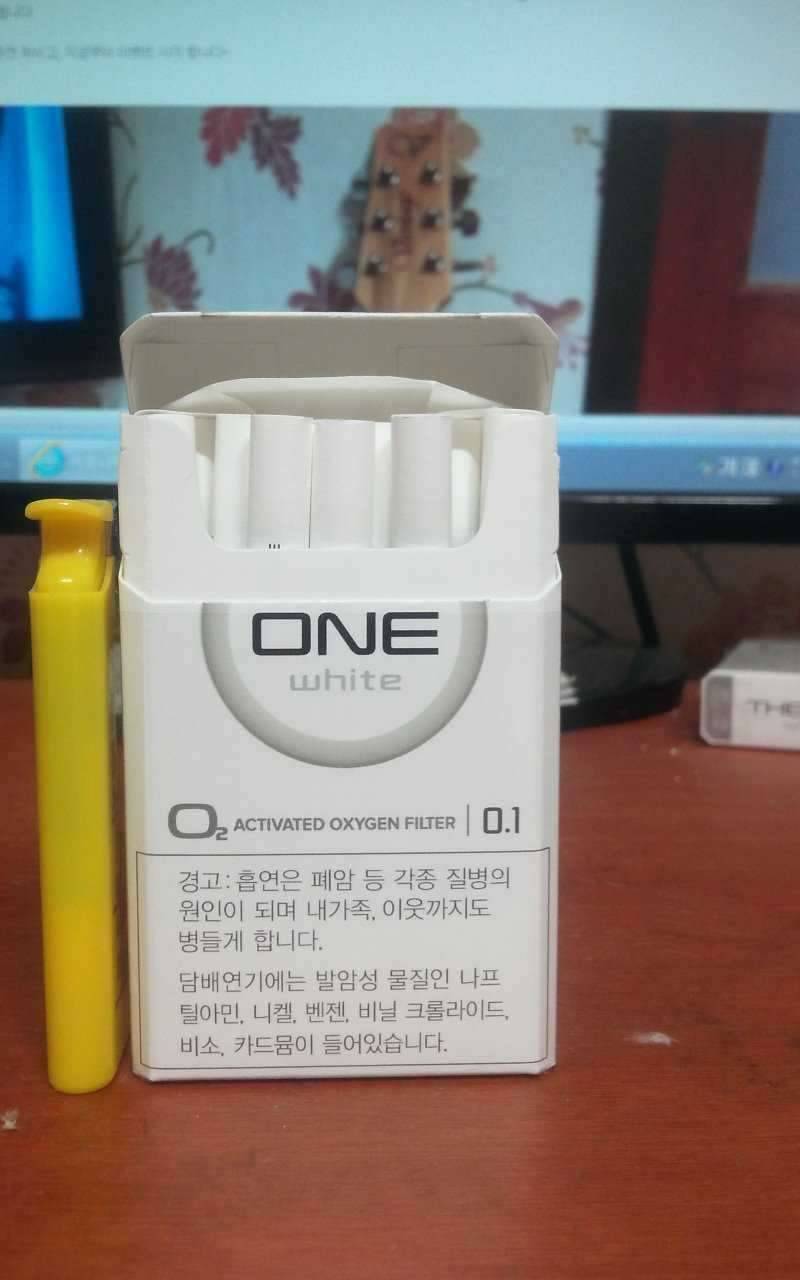 ONE
white
O2 ACTIVATED OXYGEN FILTER | 0.1
경고: 흡연은 폐암 등 각종 질병의
원인이 되며 내가족, 이웃까지도
병들게 합니다.
담배연기에는 발암성 물질인 나프
틸아민, 니켈, 벤젠, 비닐 크롤라이드,
비소, 카드뮴이 들어있습니다.
THE